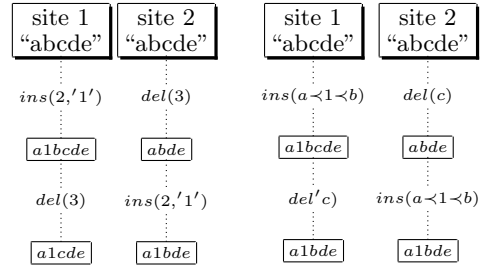 site 1 site 2 site 1 site 2
“abcde” “abcde” “abcde” “abcde”
ins(2,′1′) del(3) ins(a≺1≺b) del(c)
a1bcde abde a1bcde abde
del(3) ins(2,′1′) del′c) ins(a≺1≺b)
a1cde a1bde a1bde a1bde